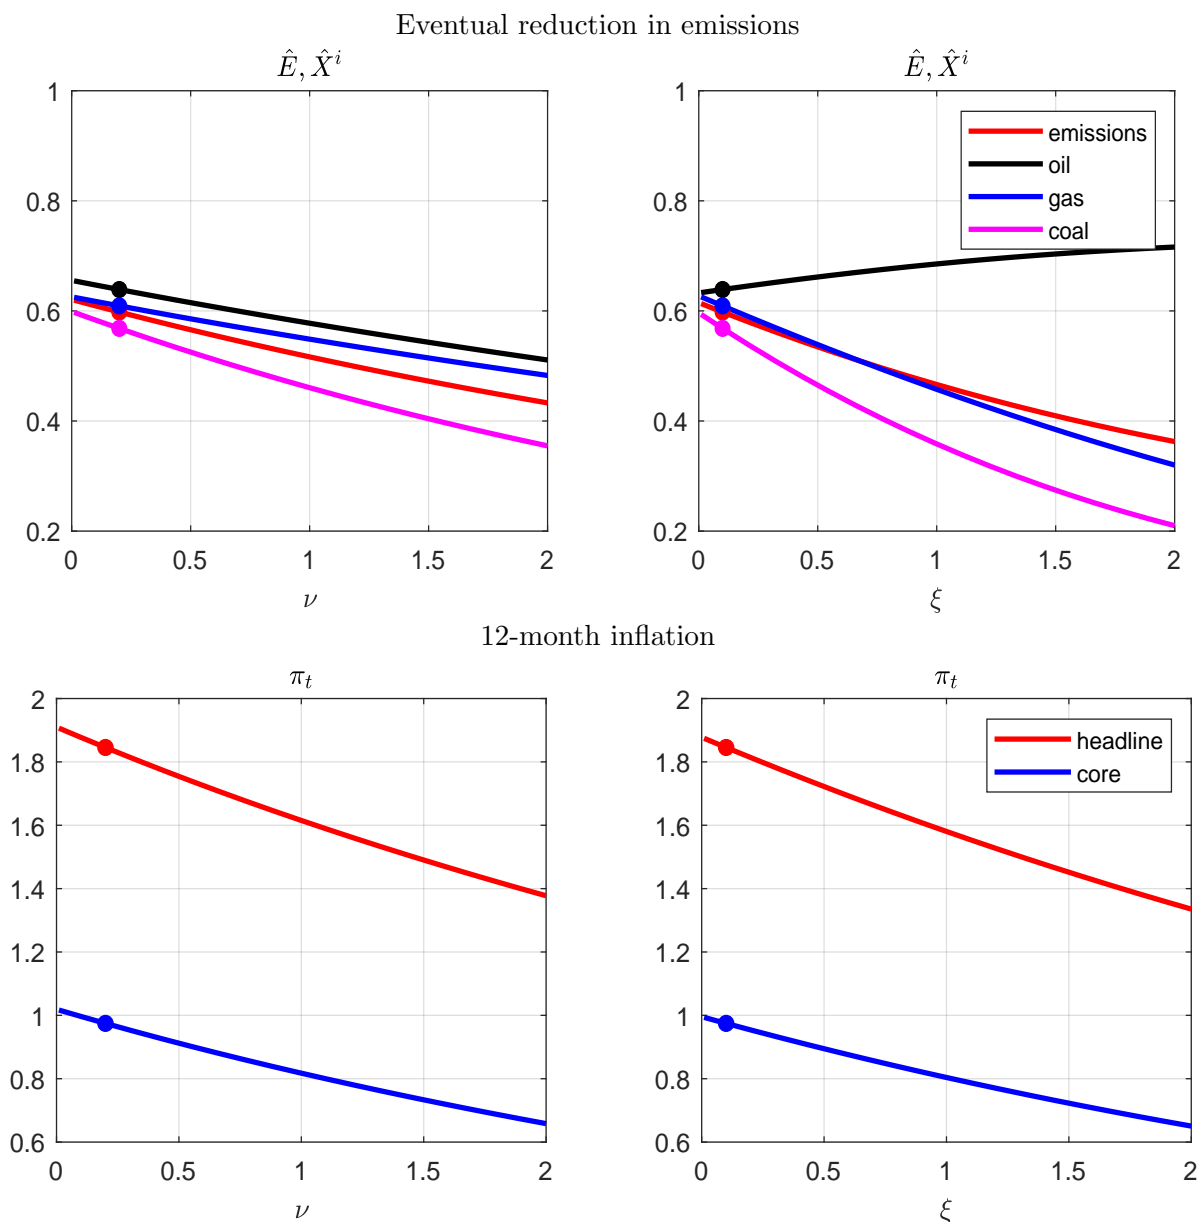 Eventual reduction in emissions
Ê, X̂ⁱ
Ê, X̂ⁱ
1
0.8
0.6
0.4
0.2
0 0.5 1 1.5 2
ν
1
0.8
0.6
0.4
0.2
0 0.5 1 1.5 2
ξ
emissions
oil
gas
coal
12-month inflation
πₜ
πₜ
2
1.8
1.6
1.4
1.2
1
0.8
0.6
0 0.5 1 1.5 2
ν
2
1.8
1.6
1.4
1.2
1
0.8
0.6
0 0.5 1 1.5 2
ξ
headline
core